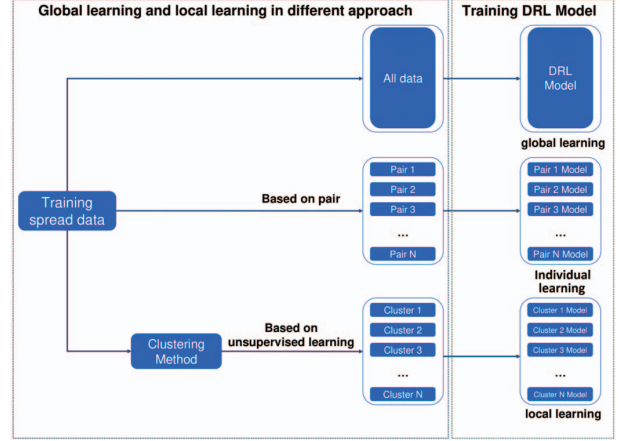 Global learning and local learning in different approach
Training DRL Model
All data
DRL
Model
global learning
Training
spread data
Based on pair
Pair 1
Pair 2
Pair 3
...
Pair N
Pair 1 Model
Pair 2 Model
Pair 3 Model
...
Pair N Model
Individual
learning
Clustering
Method
Based on
unsupervised learning
Cluster 1
Cluster 2
Cluster 3
...
Cluster N
Cluster 1 Model
Cluster 2 Model
Cluster 3 Model
...
Cluster N Model
local learning